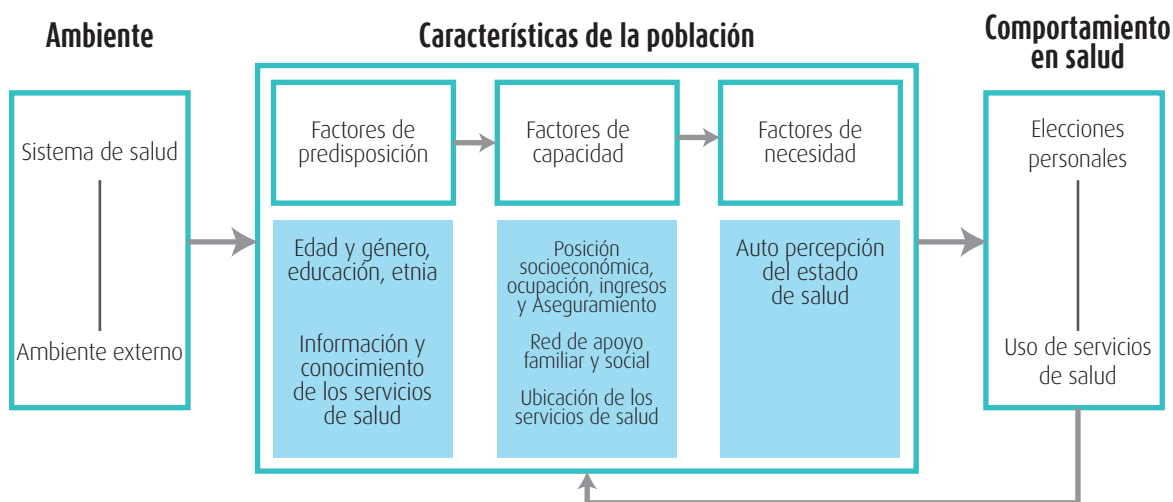 Ambiente
Sistema de salud
Ambiente externo
Características de la población
Factores de
predisposición
Edad y género,
educación, etnia
Información y
conocimiento
de los servicios
de salud
Factores de
capacidad
Posición
socioeconómica,
ocupación, ingresos
y Aseguramiento
Red de apoyo
familiar y social
Ubicación de los
servicios de salud
Factores de
necesidad
Auto percepción
del estado
de salud
Comportamiento
en salud
Elecciones
personales
Uso de servicios
de salud